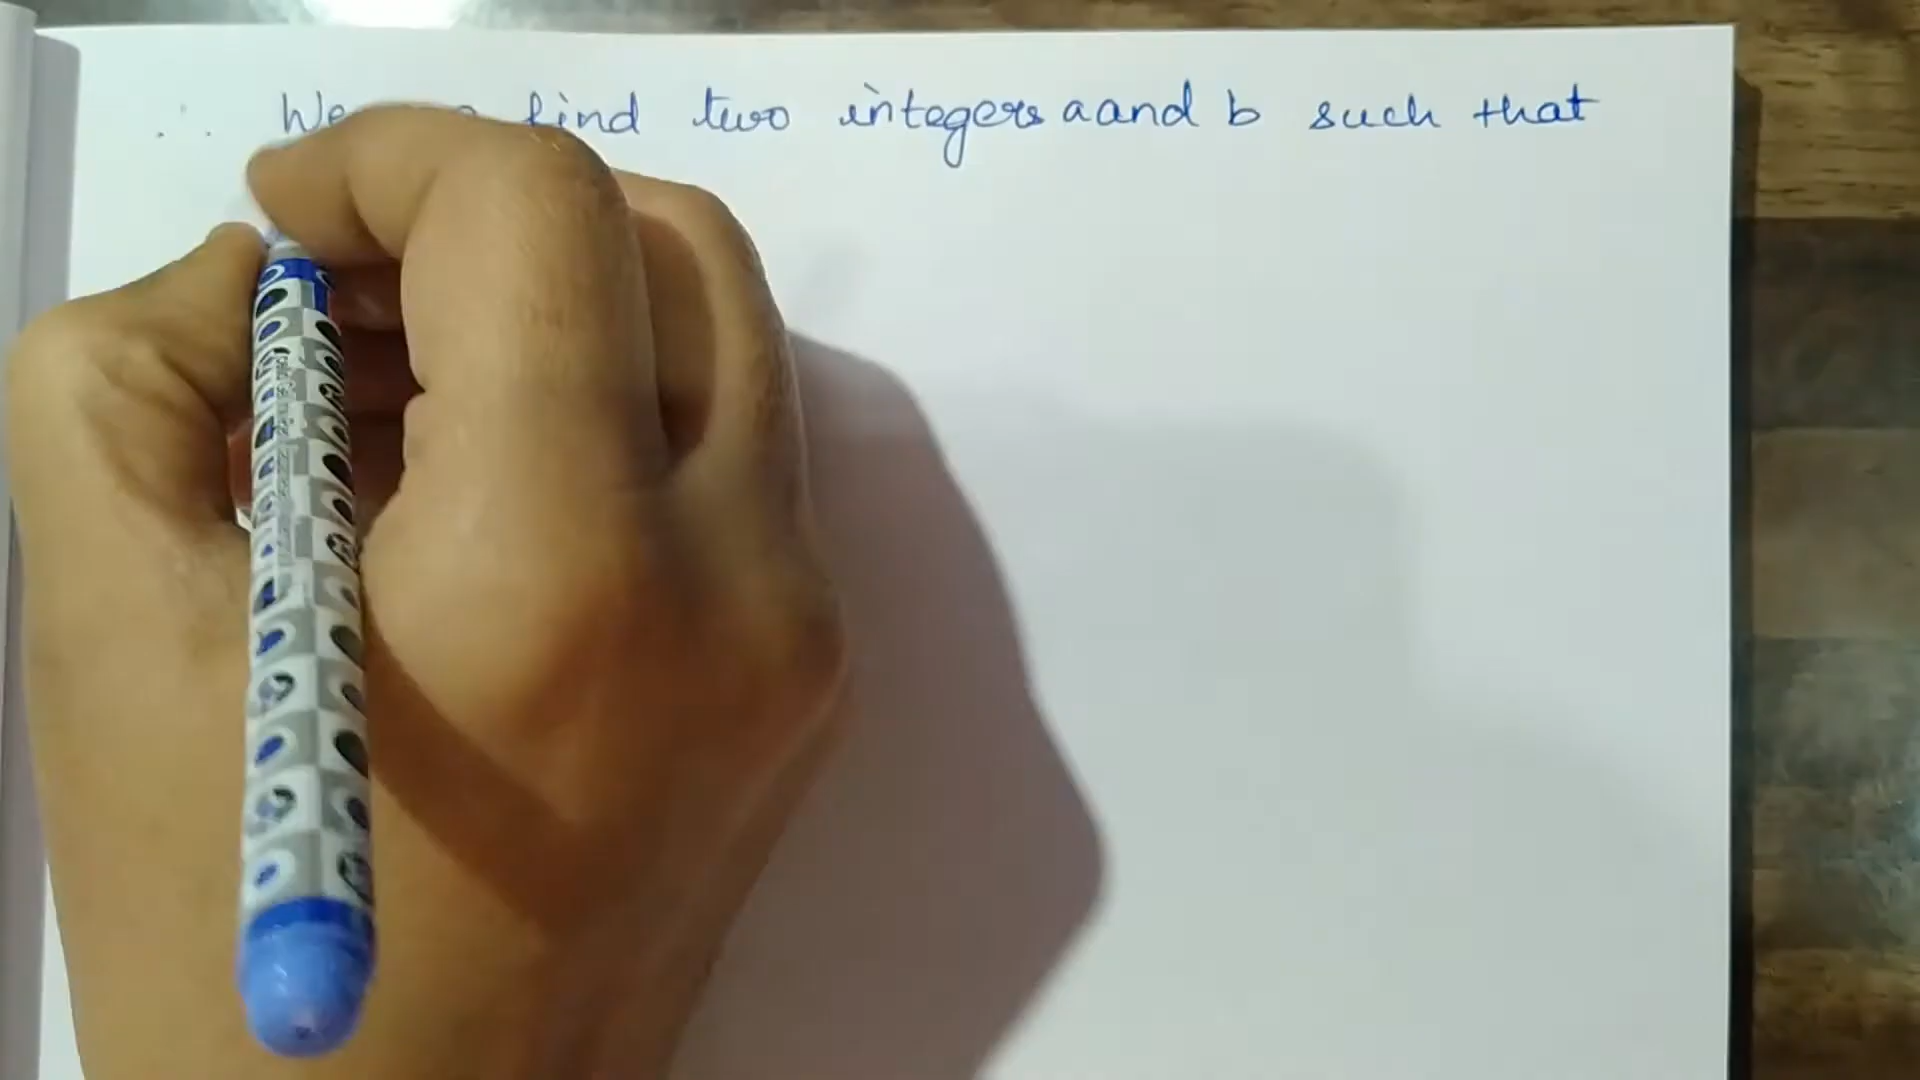 ∴ We find two integers a and b such that